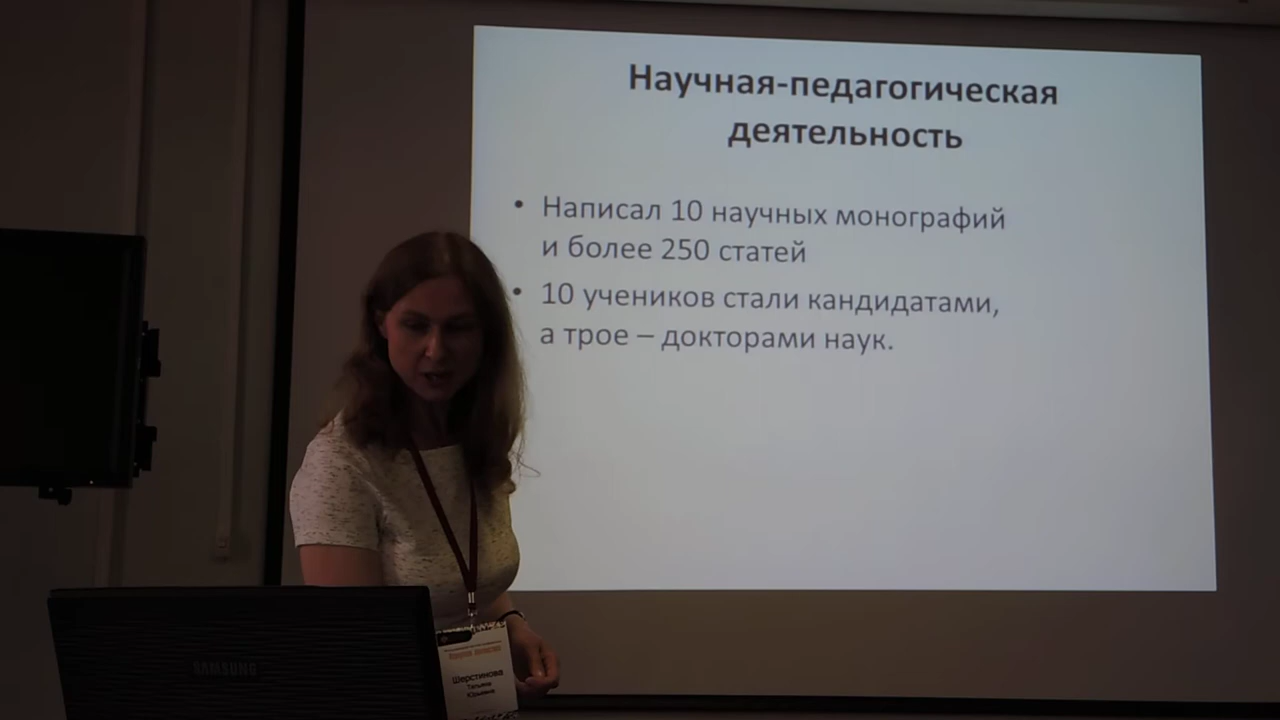 Научная-педагогическая
деятельность
• Написал 10 научных монографий
и более 250 статей
• 10 учеников стали кандидатами,
а трое – докторами наук.
SAMSUNG
Шерстинова
Татьяна
Юрьевна